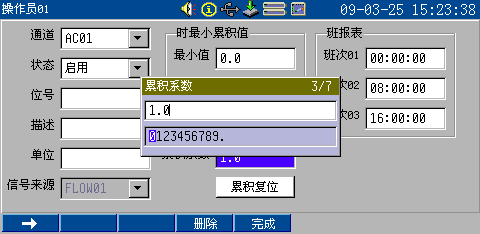 操作员01
09-03-25 15:23:38
通道 AC01
时最小累积值
班报表
最小值 0.0
班次01 00:00:00
状态 启用
累积系数 3/7
位号
次02 08:00:00
1.0
描述
次03 16:00:00
0123456789.
单位
1.0
信号来源 FLOW01
累积复位
删除 完成